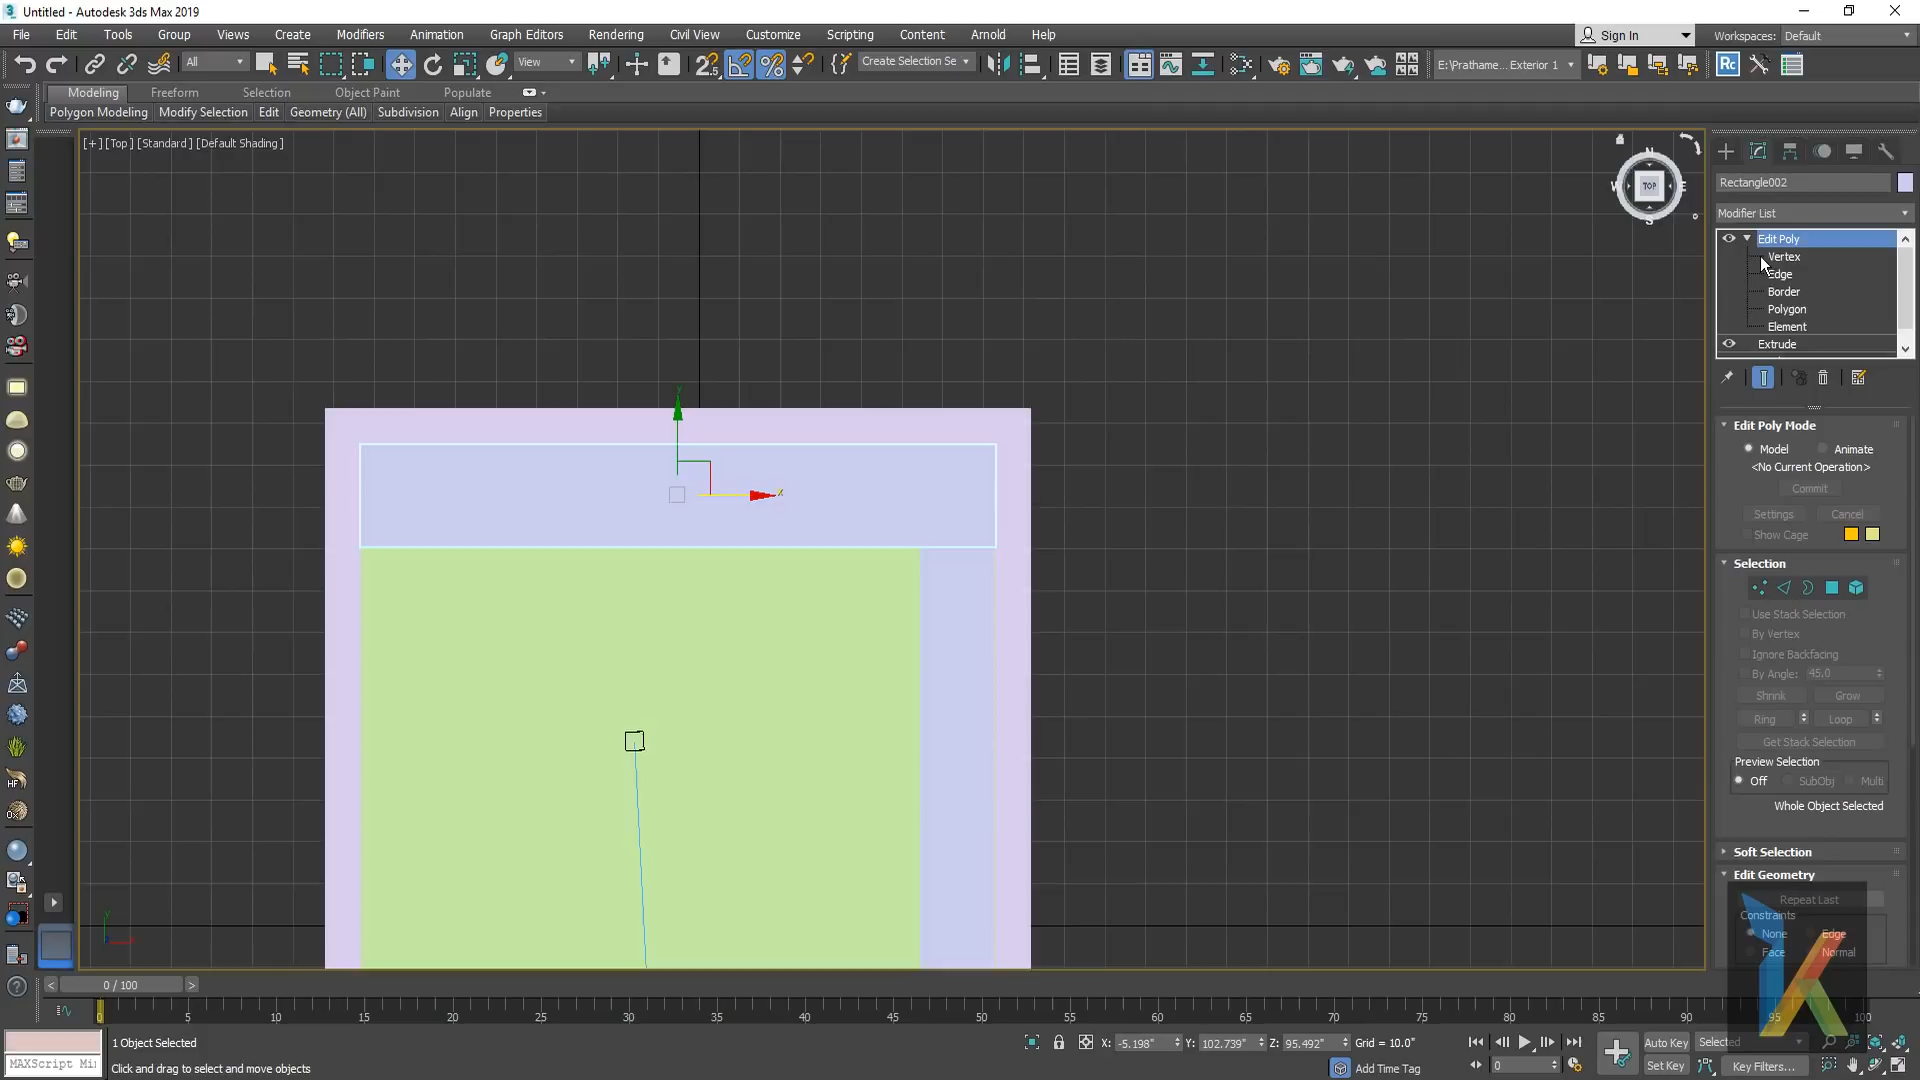 Untitled - Autodesk 3ds Max 2019
File Edit Tools Group Views Create Modifiers Animation Graph Editors Rendering Civil View Customize Scripting Content Arnold Help Sign In Workspaces: Default
All View Create Selection Se E:\Prathame... Exterior 1
Modeling Freeform Selection Object Paint Populate
Polygon Modeling Modify Selection Edit Geometry (All) Subdivision Align Properties
[+] [Top] [Standard] [Default Shading]
N
W TOP E
S
Rectangle002
Modifier List
Edit Poly
Vertex
Edge
Border
Polygon
Element
Extrude
Edit Poly Mode
Model Animate
<No Current Operation>
Commit
Settings Cancel
Show Cage
Selection
Use Stack Selection
By Vertex
Ignore Backfacing
By Angle: 45.0
Shrink Grow
Ring Loop
Get Stack Selection
Preview Selection
Off SubObj Multi
Whole Object Selected
Soft Selection
Edit Geometry
Repeat Last
Constraints
None Edge
Face Normal
y
x
0 / 100
0 5 10 15 20 25 30 35 40 45 50 55 60 65 70 75 80 85 90 95 100
1 Object Selected X: -5.198" Y: 102.739" Z: 95.492" Grid = 10.0" Auto Key Selected
MAXScript Mi Click and drag to select and move objects Add Time Tag 0 Set Key Key Filters...